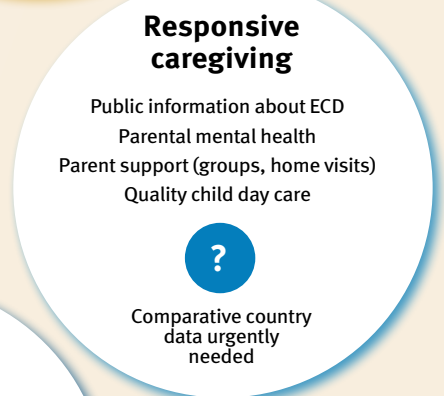 Responsive
caregiving
Public information about ECD
Parental mental health
Parent support (groups, home visits)
Quality child day care
?
Comparative country
data urgently
needed